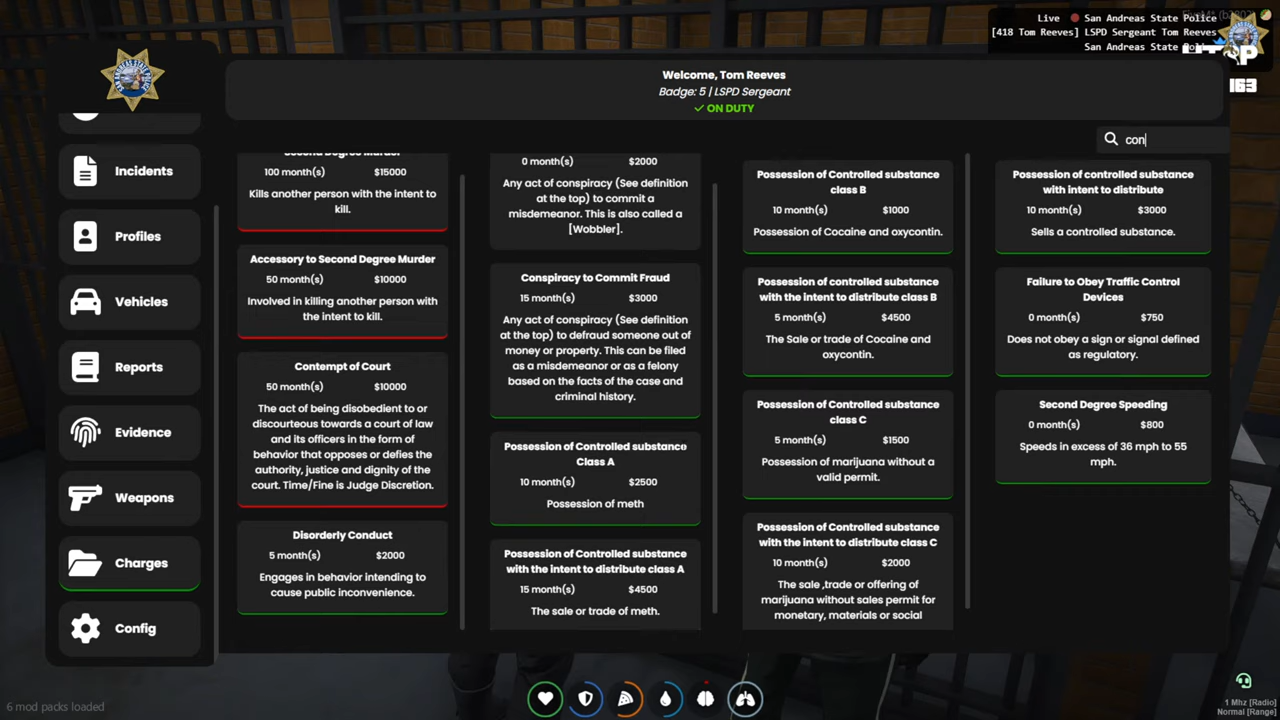 Live San Andreas State Police
[418 Tom Reeves] LSPD Sergeant Tom Reeves
San Andreas State
163
Welcome, Tom Reeves
Badge: 5 | LSPD Sergeant
ON DUTY
con
Incidents
Profiles
Vehicles
Reports
Evidence
Weapons
Charges
Config
Second Degree Murder
100 month(s) $15000
Kills another person with the intent to
kill.
Accessory to Second Degree Murder
50 month(s) $10000
Involved in killing another person with
the intent to kill.
Contempt of Court
50 month(s) $10000
The act of being disobedient to or
discourteous towards a court of law
and its officers in the form of
behavior that opposes or defies the
authority, justice and dignity of the
court. Time/Fine is Judge Discretion.
Disorderly Conduct
5 month(s) $2000
Engages in behavior intending to
cause public inconvenience.
0 month(s) $2000
Any act of conspiracy (See definition
at the top) to commit a
misdemeanor. This is also called a
[Wobbler].
Conspiracy to Commit Fraud
15 month(s) $3000
Any act of conspiracy (See definition
at the top) to defraud someone out of
money or property. This can be filed
as a misdemeanor or as a felony
based on the facts of the case and
criminal history.
Possession of Controlled substance
Class A
10 month(s) $2500
Possession of meth
Possession of Controlled substance
with the intent to distribute class A
15 month(s) $4500
The sale or trade of meth.
Possession of Controlled substance
class B
10 month(s) $1000
Possession of Cocaine and oxycontin.
Possession of controlled substance
with the intent to distribute class B
5 month(s) $4500
The Sale or trade of Cocaine and
oxycontin.
Possession of Controlled substance
class C
5 month(s) $1500
Possession of marijuana without a
valid permit.
Possession of Controlled substance
with the intent to distribute class C
10 month(s) $2000
The sale ,trade or offering of
marijuana without sales permit for
monetary, materials or social
Possession of controlled substance
with intent to distribute
10 month(s) $3000
Sells a controlled substance.
Failure to Obey Traffic Control
Devices
0 month(s) $750
Does not obey a sign or signal defined
as regulatory.
Second Degree Speeding
0 month(s) $800
Speeds in excess of 36 mph to 55
mph.
6 mod packs loaded
1 Mhz [Radio]
Normal [Range]